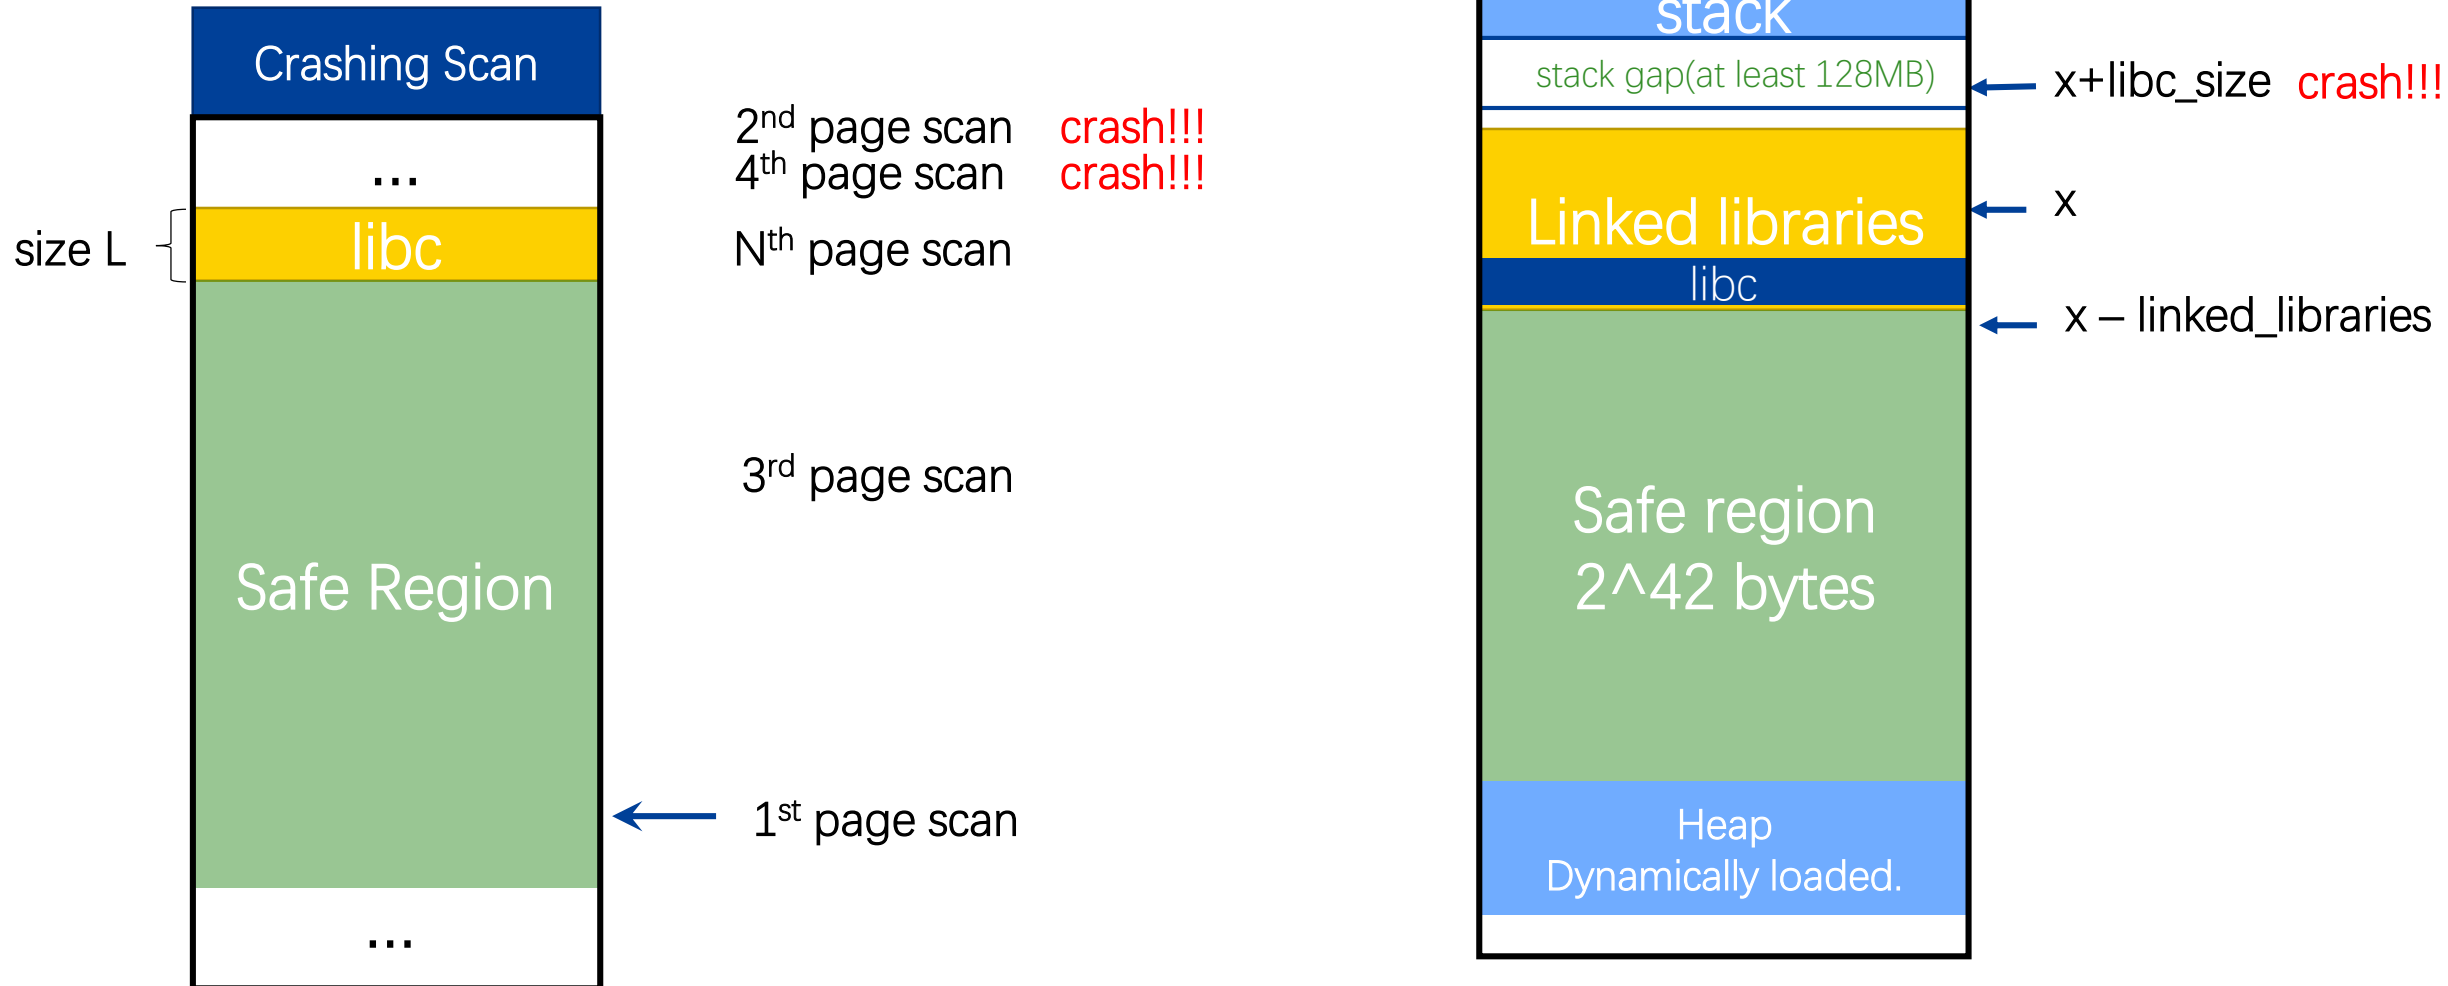 Crashing Scan
...
size L
libc
Safe Region
...
2nd page scan crash!!!
4th page scan crash!!!
Nth page scan
3rd page scan
1st page scan
stack
stack gap(at least 128MB)
x+libc_size crash!!!
Linked libraries
x
libc
x – linked_libraries
Safe region
2^42 bytes
Heap
Dynamically loaded.